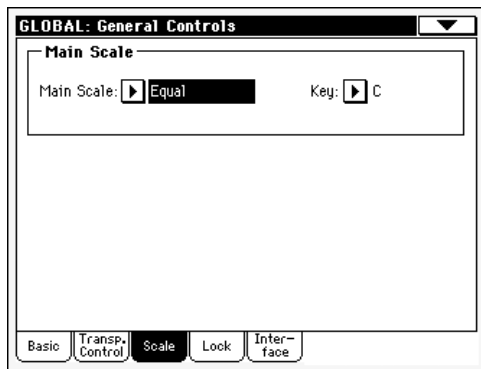 GLOBAL: General Controls
Main Scale
Main Scale: Equal Key: C
Basic Transp. Control Scale Lock Inter-face